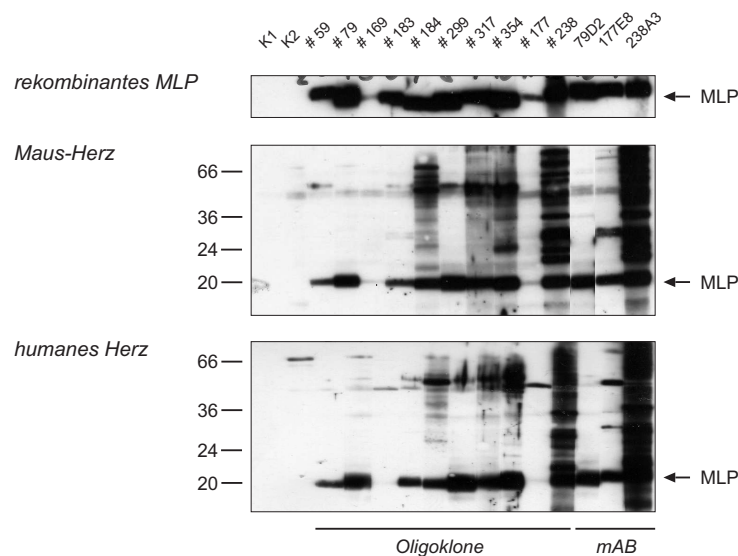 K1 K2 # 59 # 79 # 169 # 183 # 184 # 299 # 317 # 354 # 177 # 238 79D2 177E8 238A3
rekombinantes MLP
MLP
Maus-Herz
66
36
24
20
MLP
humanes Herz
66
36
24
20
MLP
Oligoklone mAB